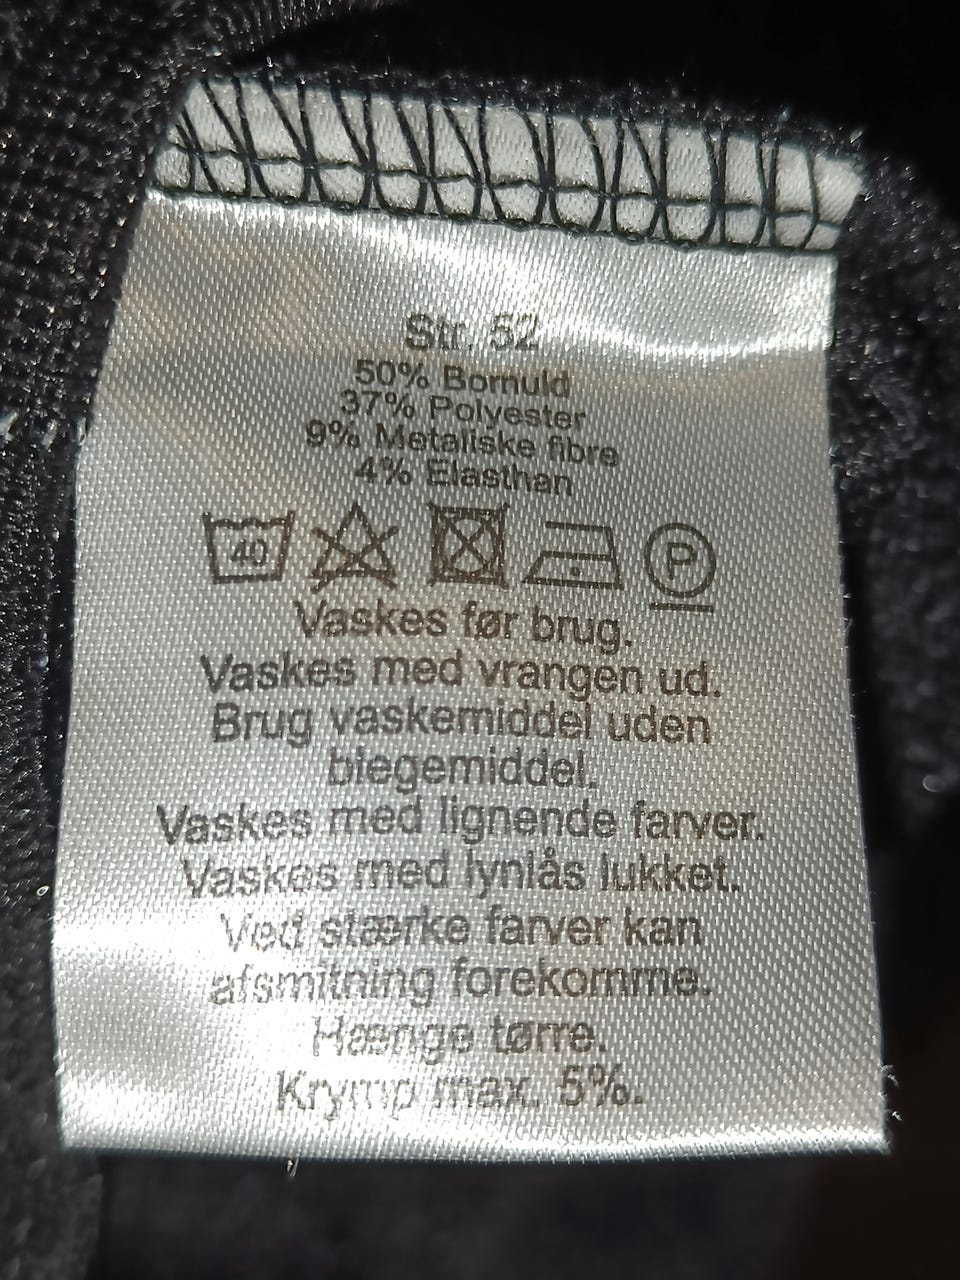 Str. 52
50% Bomuld
37% Polyester
9% Metaliske fibre
4% Elasthan
40 P
Vaskes før brug.
Vaskes med vrangen ud.
Brug vaskemiddel uden
blegemiddel.
Vaskes med lignende farver.
Vaskes med lynlås lukket.
Ved stærke farver kan
afsmitning forekomme.
Hænge tørre.
Krymp max. 5%.